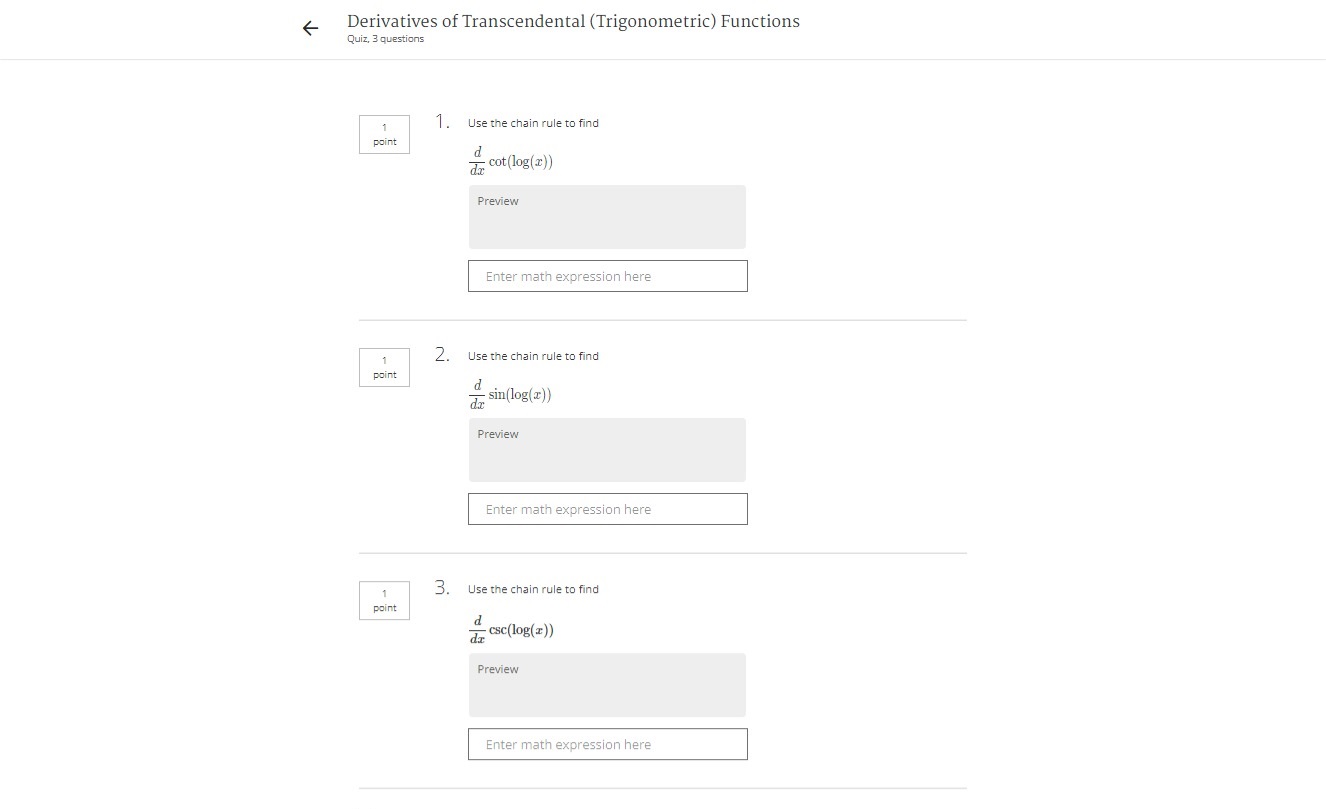 Derivatives of Transcendental (Trigonometric) Functions
Quiz, 3 questions
1
point
1.
Use the chain rule to find
d/dx cot(log(x))
Preview
Enter math expression here
1
point
2.
Use the chain rule to find
d/dx sin(log(x))
Preview
Enter math expression here
1
point
3.
Use the chain rule to find
d/dx csc(log(x))
Preview
Enter math expression here